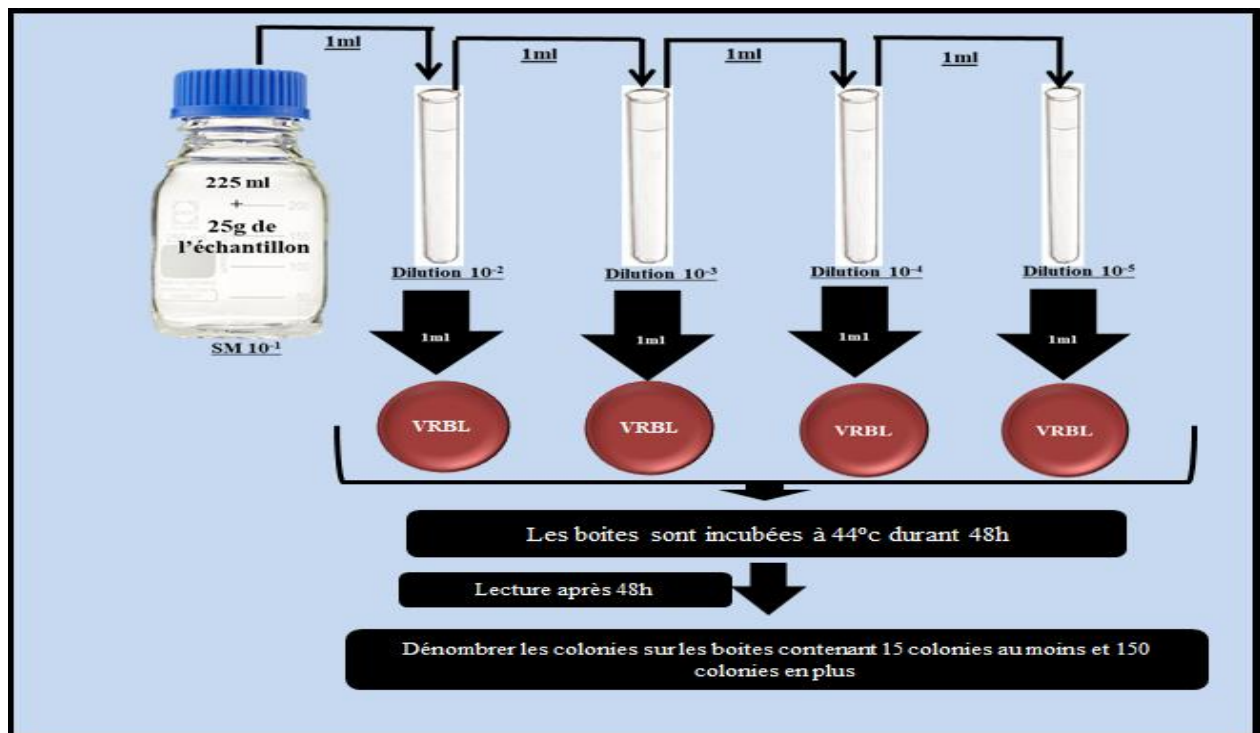 1ml
1ml
1ml
1ml
225 ml
+
25g de
l'échantillon
SM 10⁻¹
Dilution 10⁻²
Dilution 10⁻³
Dilution 10⁻⁴
Dilution 10⁻⁵
1ml
1ml
1ml
1ml
VRBL
VRBL
VRBL
VRBL
Les boites sont incubées à 44°c durant 48h
Lecture après 48h
Dénombrer les colonies sur les boites contenant 15 colonies au moins et 150
colonies en plus